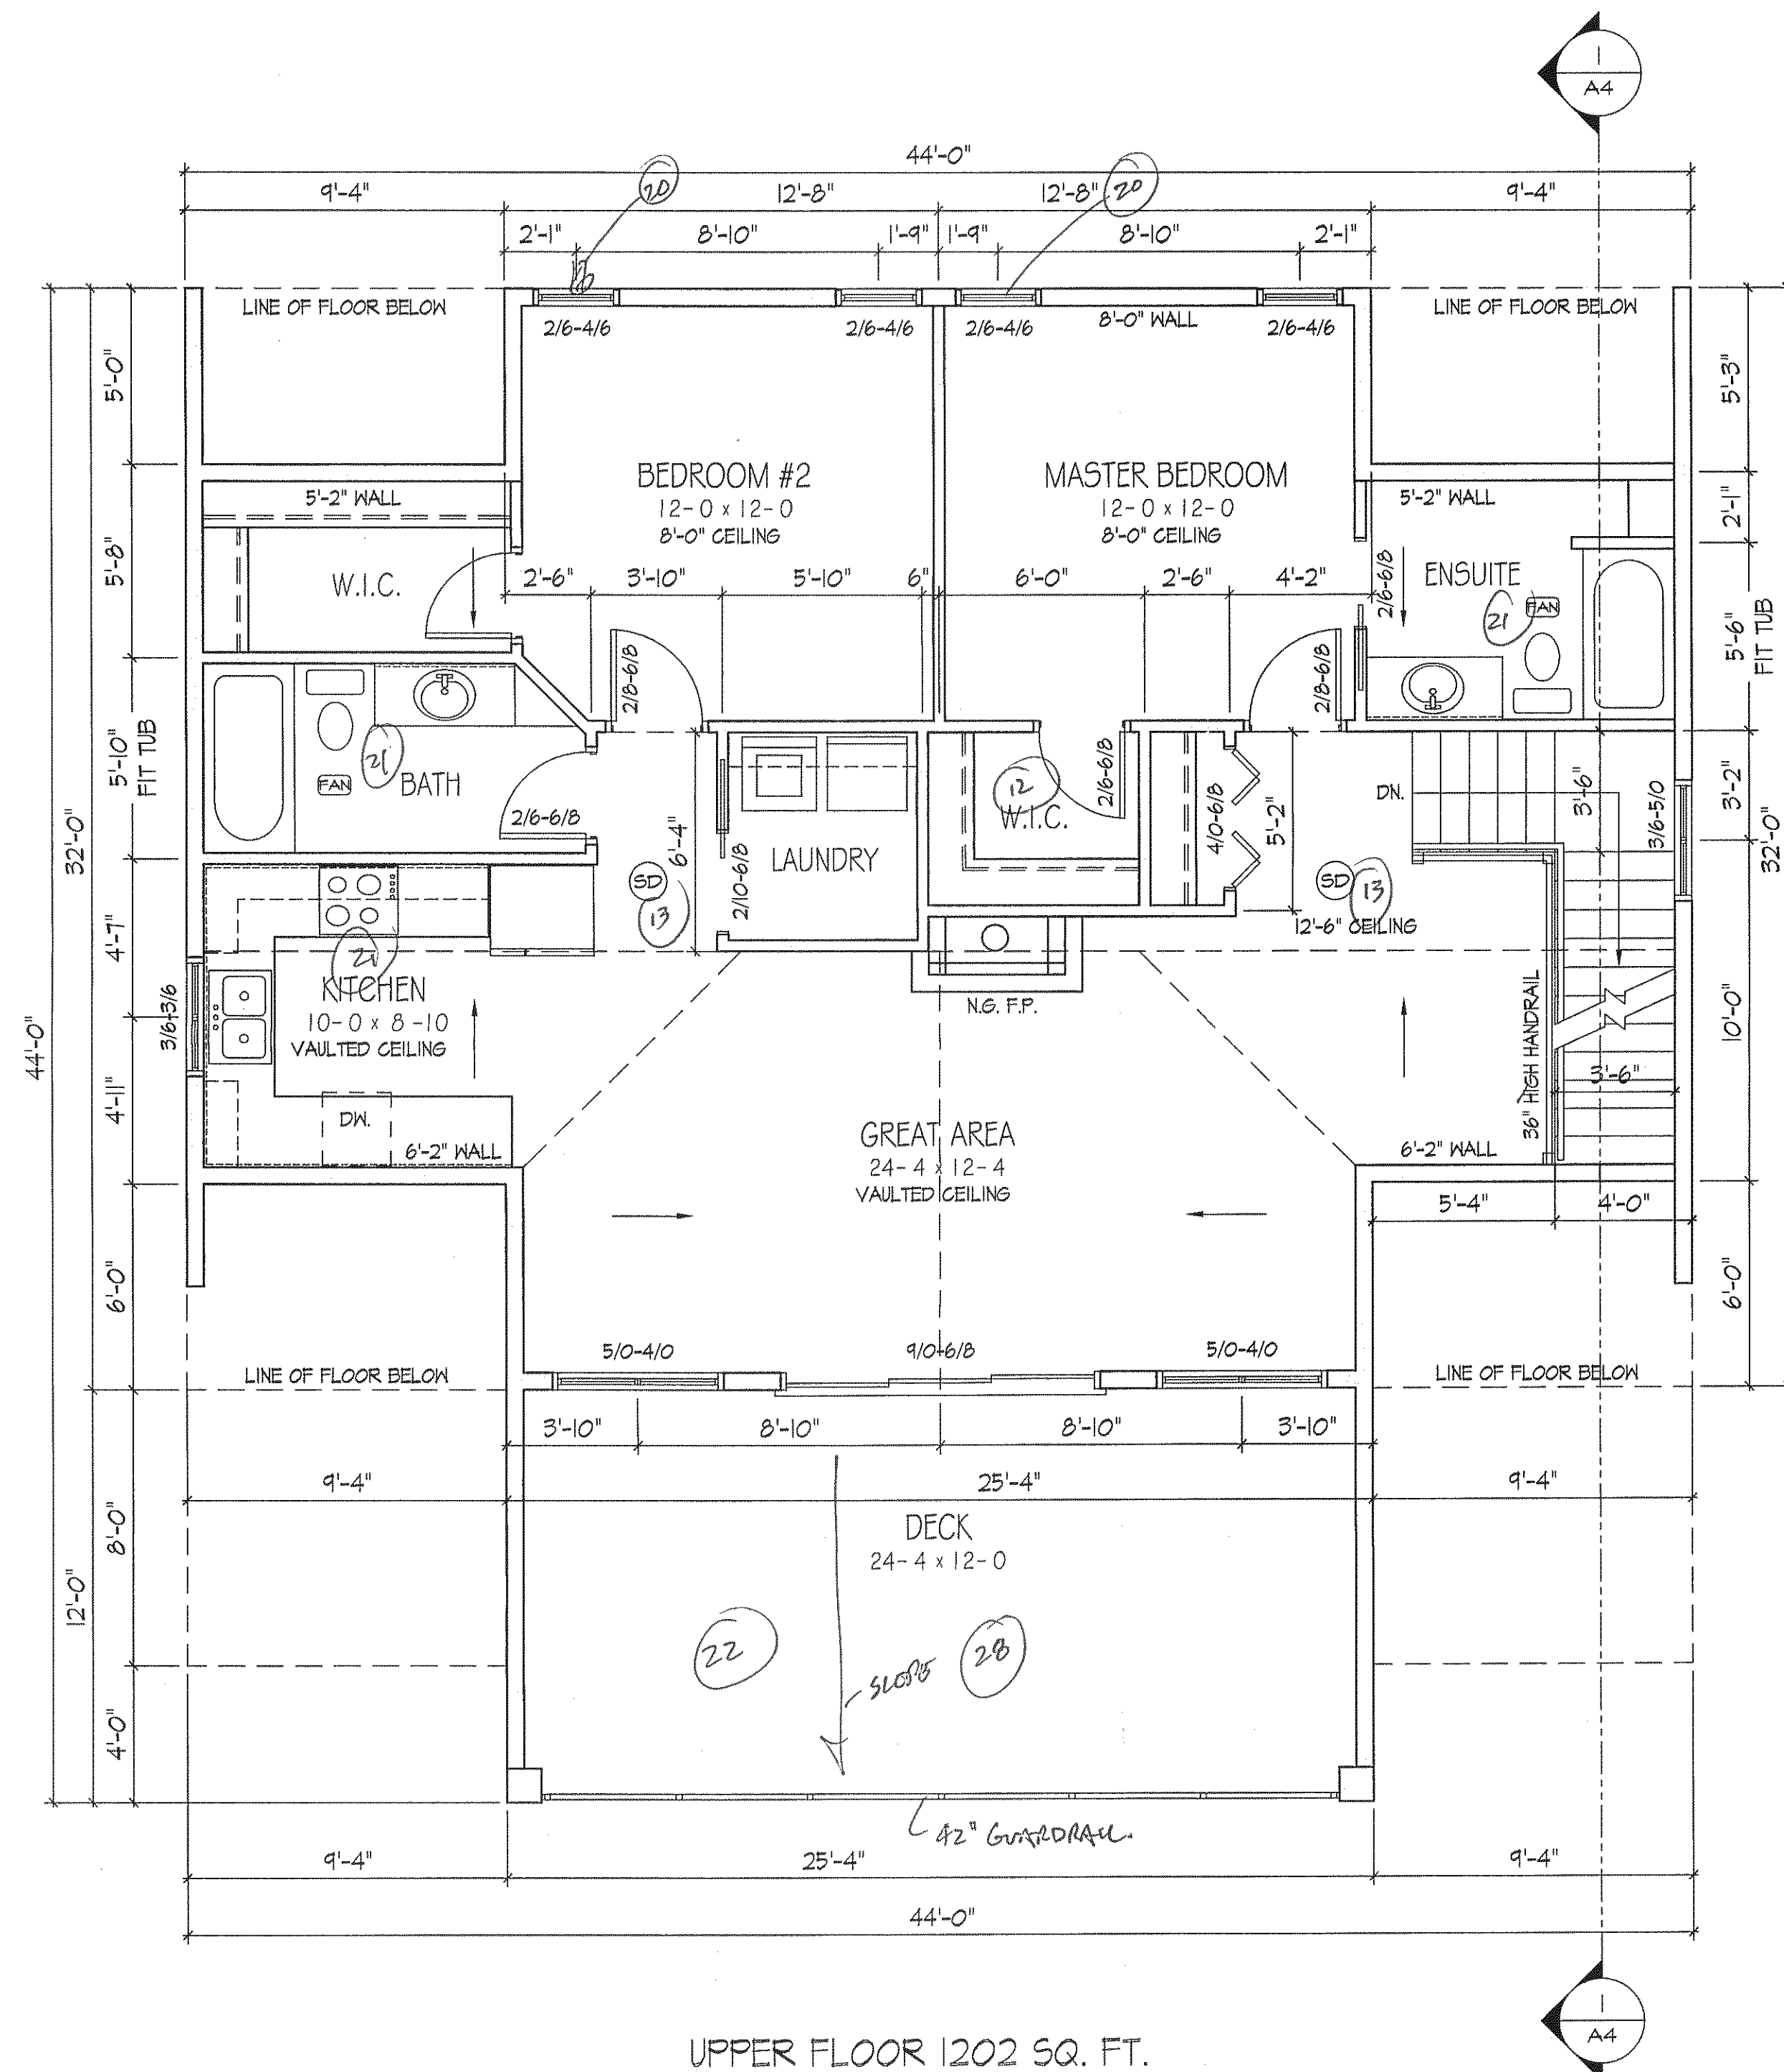 A4
44'-0"
9'-4"
12'-8"
12'-8"
9'-4"
20
20
2'-1"
8'-10"
1'-9"
1'-9"
8'-10"
2'-1"
LINE OF FLOOR BELOW
LINE OF FLOOR BELOW
2/6-4/6
2/6-4/6
2/6-4/6
8'-0" WALL
2/6-4/6
5'-0"
5'-3"
BEDROOM #2
12-0 x 12-0
8'-0" CEILING
MASTER BEDROOM
12-0 x 12-0
8'-0" CEILING
5'-2" WALL
5'-2" WALL
2'-1"
5'-8"
W.I.C.
2'-6"
3'-10"
5'-10"
6"
6'-0"
2'-6"
4'-2"
2/6-6/8
ENSUITE
21
FAN
5'-6"
FIT TUB
2/8-6/8
2/8-6/8
5'-10"
FIT TUB
21
FAN
BATH
2/6-6/8
6'-4"
2/10-6/8
LAUNDRY
12
W.I.C.
2/6-6/8
4/0-6/8
5'-2"
DN.
3'-6"
3/6-5/0
3'-2"
32'-0"
32'-0"
SD
13
SD
13
12'-6" CEILING
4'-7"
21
KITCHEN
10-0 x 8-10
VAULTED CEILING
3/6-3/6
N.G. F.P.
36" HIGH HANDRAIL
10'-0"
3'-6"
44'-0"
4'-11"
DW.
6'-2" WALL
GREAT AREA
24-4 x 12-4
VAULTED CEILING
6'-2" WALL
5'-4"
4'-0"
6'-0"
6'-0"
5/0-4/0
9/0-6/8
5/0-4/0
LINE OF FLOOR BELOW
LINE OF FLOOR BELOW
3'-10"
8'-10"
8'-10"
3'-10"
9'-4"
25'-4"
9'-4"
8'-0"
DECK
24-4 x 12-0
12'-0"
22
SLOPE
28
4'-0"
42" GUARDRAIL.
9'-4"
25'-4"
9'-4"
44'-0"
A4
UPPER FLOOR 1202 SQ. FT.